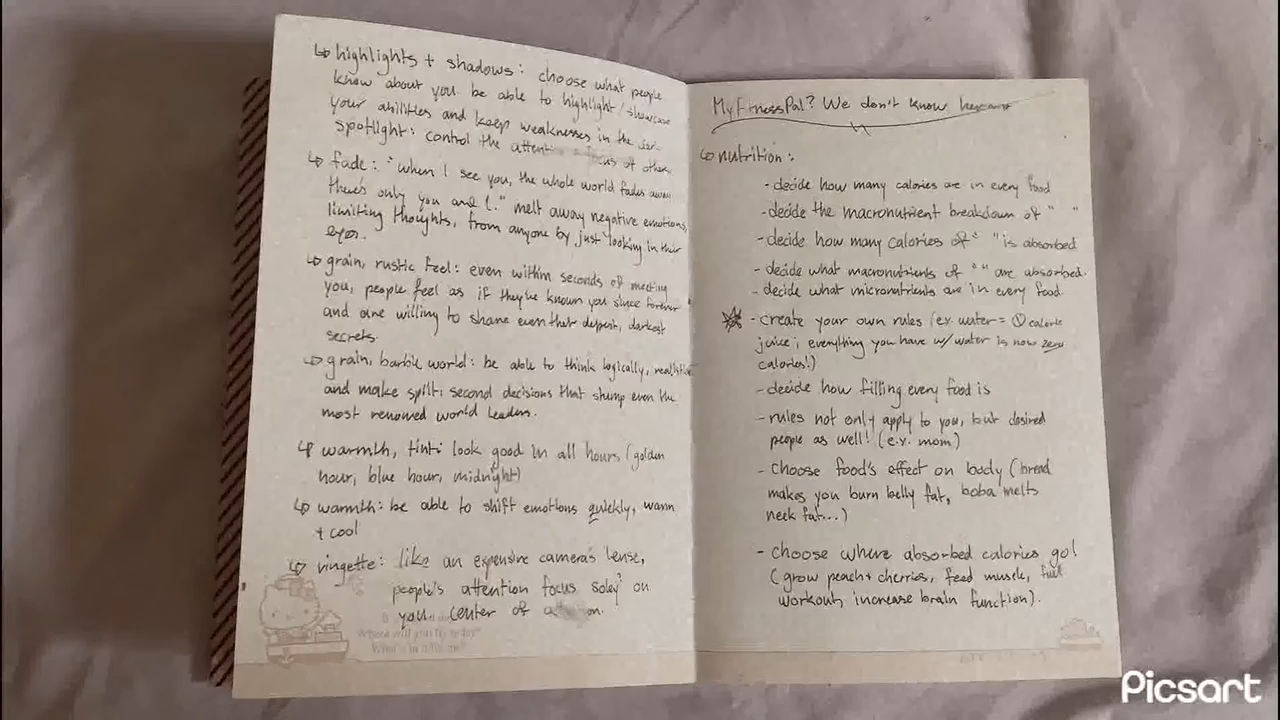 ↳ highlights + shadows: choose what people
know about you. be able to highlight/showcase
your abilities and keep weaknesses in the
spotlight: control the of others
↳ fade: "when I see you, the whole world fades away
there's only you and I." melt away negative emotions,
limiting thoughts, from anyone by just looking in their
eyes.
↳ grain, rustic feel: even within seconds of meeting
you, people feel as if they've known you since forever
and are willing to share even their deepest, darkest
secrets.
↳ grain, barbie world: be able to think logically,
and make split second decisions that stump even the
most renowed world leaders.
↳ warmth, tint: look good in all hours (golden
hour, blue hour, midnight)
↳ warmth: be able to shift emotions quickly, warm
+ cool
↳ vingette: like an expensive camera's lense,
people's attention focus soley on
you. center of
Where will you fly today?
MyFitnessPal? We don't know
↳ nutrition:
- decide how many calories are in every food
- decide the macronutrient breakdown of " "
- decide how many calories of " " is absorbed
- decide what macronutrients of " " are absorbed.
- decide what micronutrients are in every food.
- create your own rules (ex. water = calorie
juice; everything you have w/ water is now zero
calories!)
- decide how filling every food is
- rules not only apply to you, but desired
people as well! (e.x. mom)
- choose food's effect on body (bread
makes you burn belly fat, boba melts
neck fat...)
- choose where absorbed calories go!
(grow peach + cherries, feed muscle, fuel
workout, increase brain function).
Picsart